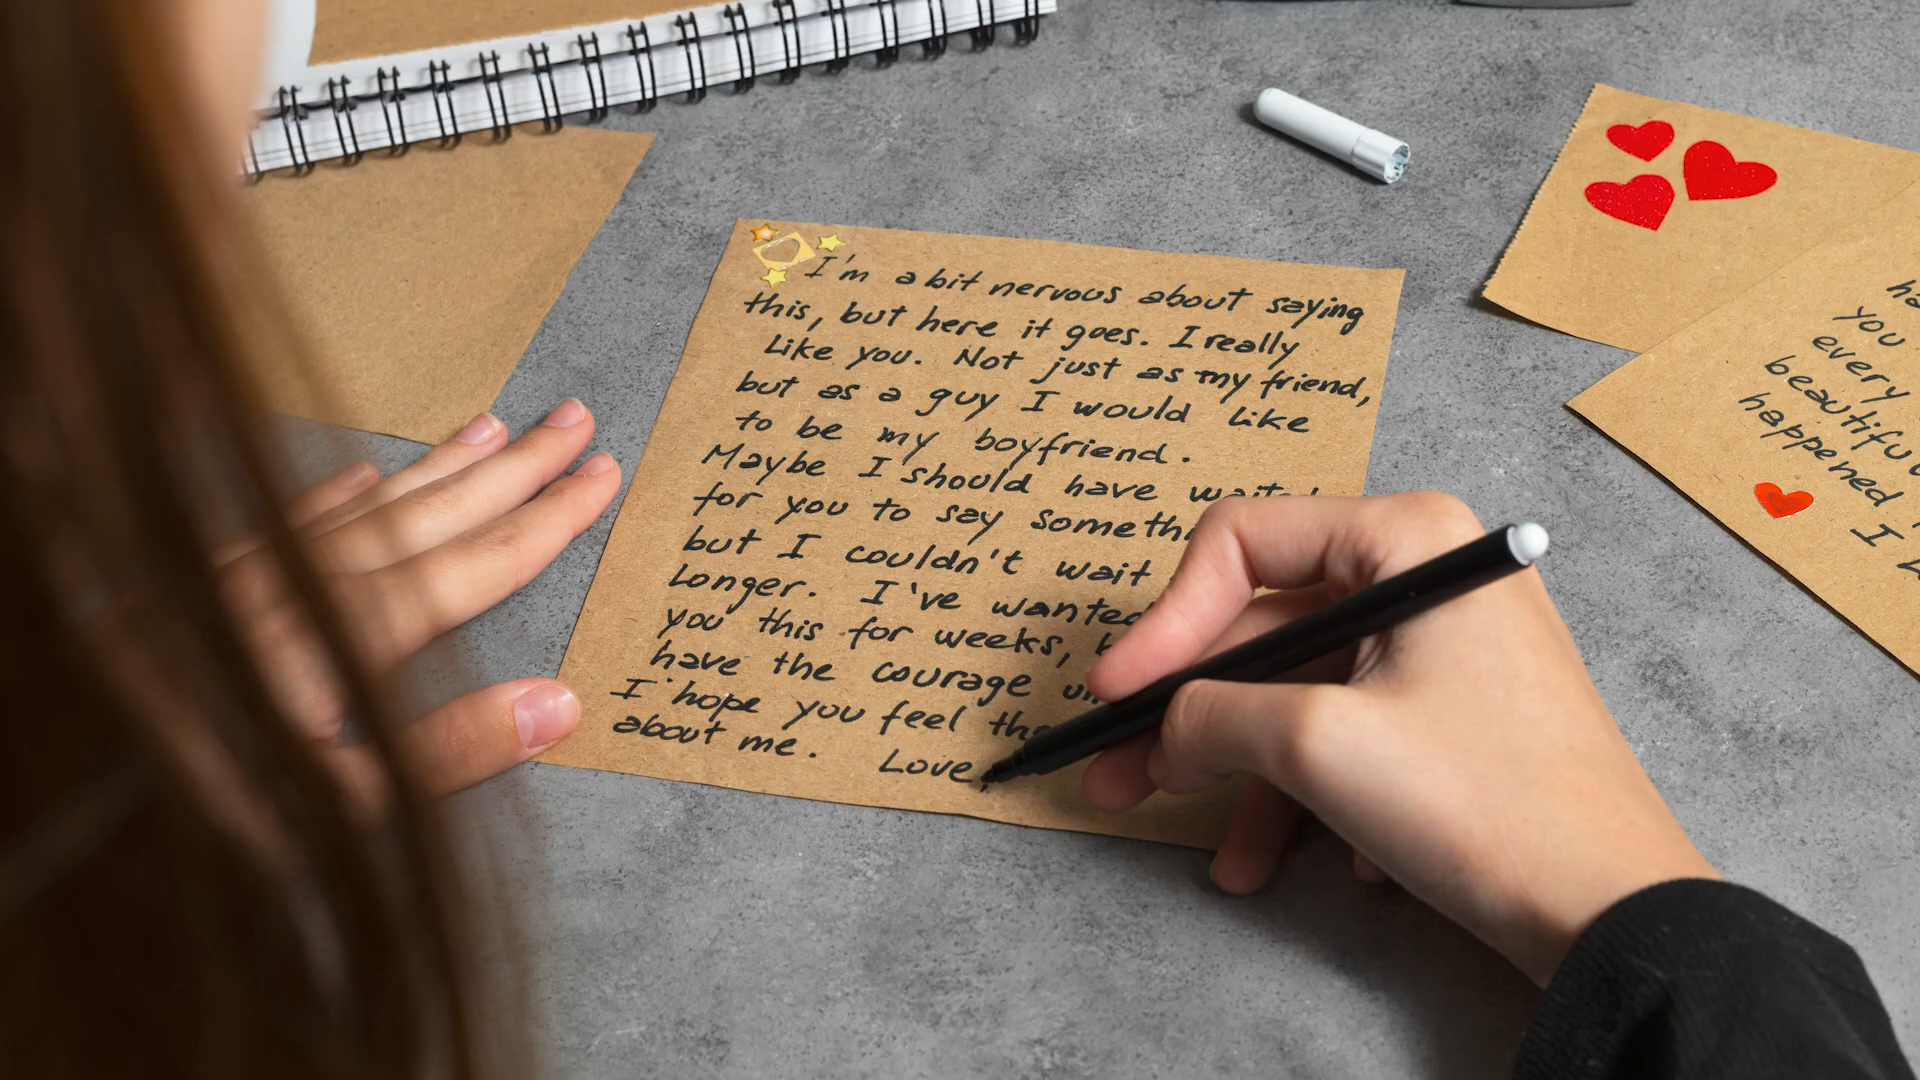 I'm a bit nervous about saying
this, but here it goes. I really
Like you. Not just as my friend,
but as a guy I would like
to be my boyfriend.
Maybe I should have waited
for you to say
but I couldn't wait
Longer. I've wanted
you this for weeks,
have the courage
I hope you feel
about me. Love,
you
every
happened
I